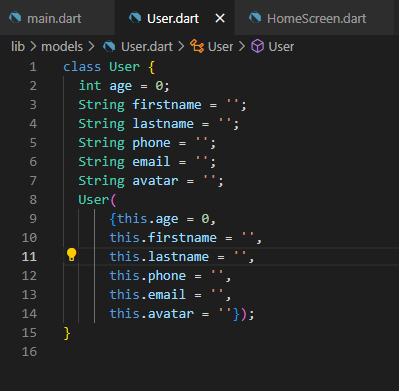 main.dart User.dart HomeScreen.dart
lib > models > User.dart > User > User
1 class User {
2 int age = 0;
3 String firstname = '';
4 String lastname = '';
5 String phone = '';
6 String email = '';
7 String avatar = '';
8 User(
9 {this.age = 0,
10 this.firstname = '',
11 this.lastname = '',
12 this.phone = '',
13 this.email = '',
14 this.avatar = ''});
15 }
16